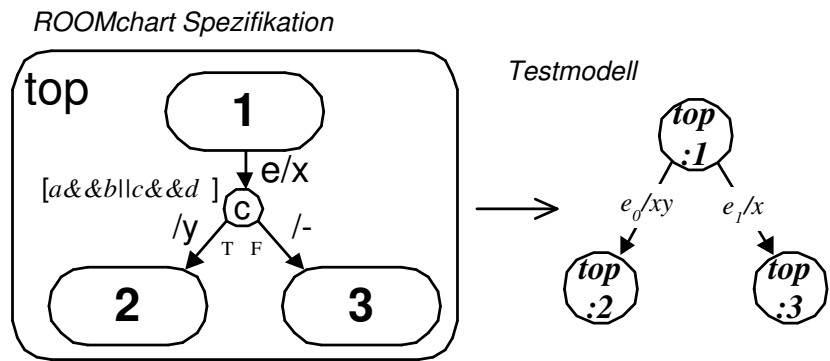 ROOMchart Spezifikation
Testmodell
top
1
e/x
[a&&b||c&&d ]
c
/y
/-
T F
2
3
top
:1
e0/xy
e1/x
top
:2
top
:3